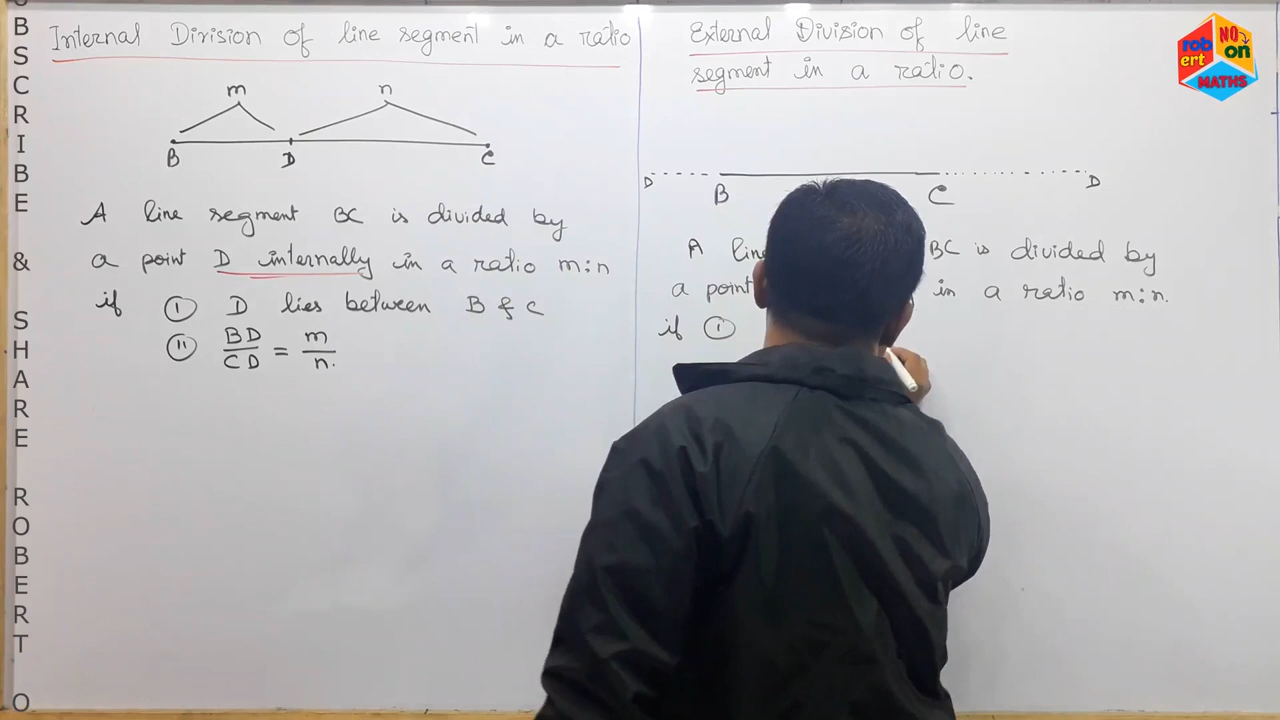 Internal Division of line segment in a ratio
m n
B D C
A line segment BC is divided by
a point D internally in a ratio m:n
if (i) D lies between B & C
(ii) BD/CD = m/n.
External Division of line
segment in a ratio.
D B C D
A line BC is divided by
a point in a ratio m:n.
if (i)
robert NO on MATHS
OBSCRIBE & SHARE ROBERT O